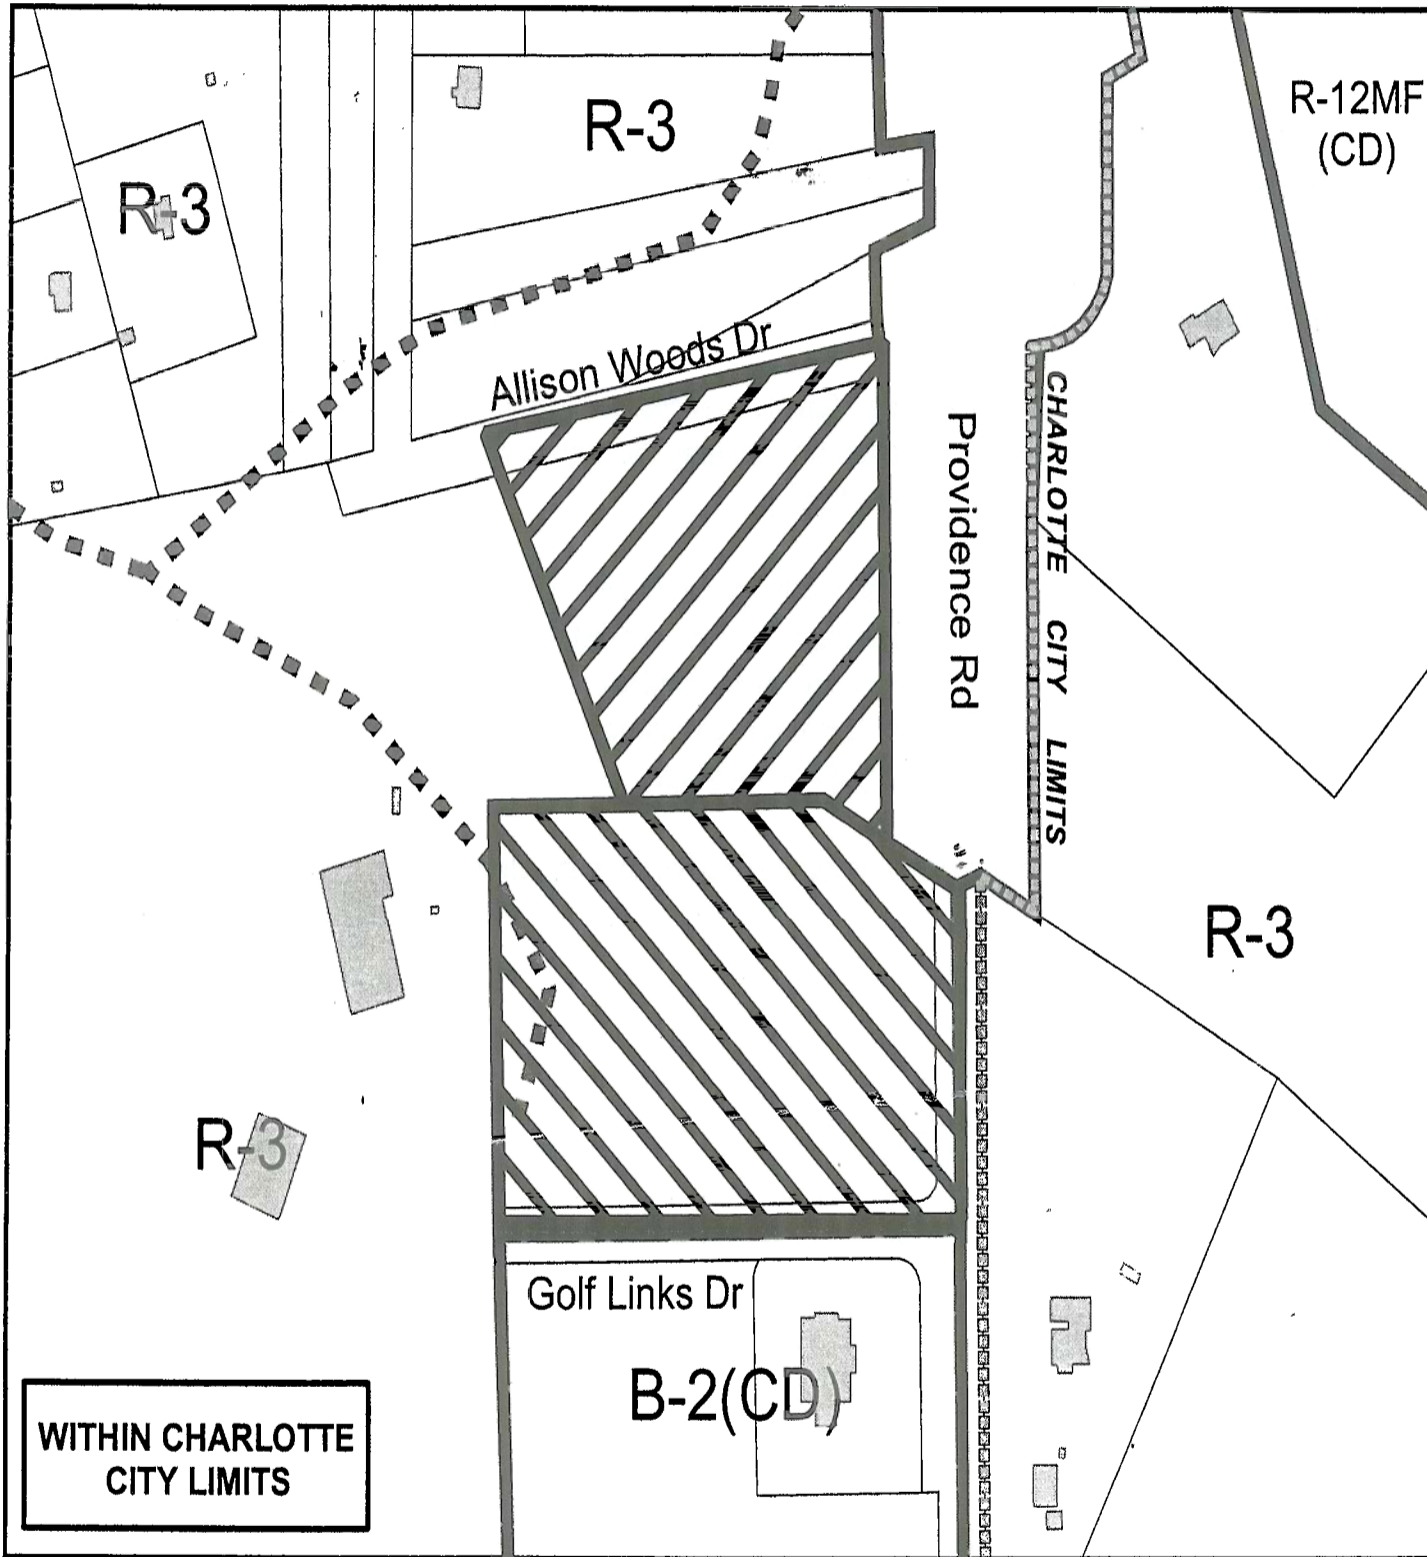 R-12MF
(CD)
R-3
R-3
Allison Woods Dr
Providence Rd
CHARLOTTE CITY LIMITS
R-3
R-3
Golf Links Dr
B-2(CD)
WITHIN CHARLOTTE
CITY LIMITS